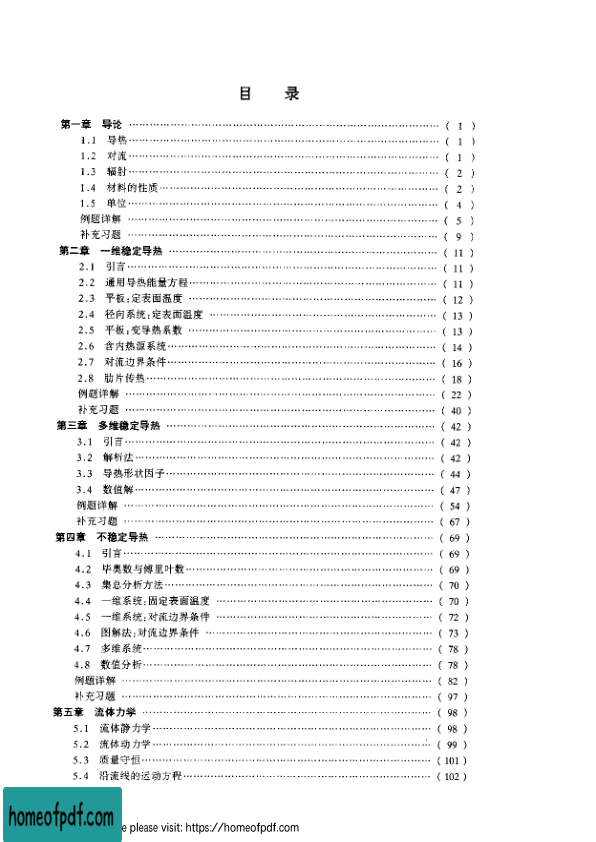 目 录
第一章 导论 ……………………………………………… ( 1 )
1.1 导热……………………………………………… ( 1 )
1.2 对流……………………………………………… ( 1 )
1.3 辐射……………………………………………… ( 2 )
1.4 材料的性质……………………………………………… ( 2 )
1.5 单位……………………………………………… ( 4 )
例题详解 ……………………………………………… ( 5 )
补充习题 ……………………………………………… ( 9 )
第二章 一维稳定导热 ……………………………………………… ( 11 )
2.1 引言……………………………………………… ( 11 )
2.2 通用导热能量方程……………………………………………… ( 11 )
2.3 平板;定表面温度 ……………………………………………… ( 12 )
2.4 径向系统;定表面温度 ……………………………………………… ( 13 )
2.5 平板;变导热系数 ……………………………………………… ( 13 )
2.6 含内热源系统……………………………………………… ( 14 )
2.7 对流边界条件……………………………………………… ( 16 )
2.8 肋片传热……………………………………………… ( 18 )
例题详解 ……………………………………………… ( 22 )
补充习题 ……………………………………………… ( 40 )
第三章 多维稳定导热 ……………………………………………… ( 42 )
3.1 引言……………………………………………… ( 42 )
3.2 解析法……………………………………………… ( 42 )
3.3 导热形状因子……………………………………………… ( 44 )
3.4 数值解……………………………………………… ( 47 )
例题详解 ……………………………………………… ( 54 )
补充习题 ……………………………………………… ( 67 )
第四章 不稳定导热 ……………………………………………… ( 69 )
4.1 引言……………………………………………… ( 69 )
4.2 毕奥数与傅里叶数……………………………………………… ( 69 )
4.3 集总分析方法……………………………………………… ( 70 )
4.4 一维系统;固定表面温度 ……………………………………………… ( 70 )
4.5 一维系统;对流边界条件 ……………………………………………… ( 72 )
4.6 图解法;对流边界条件 ……………………………………………… ( 73 )
4.7 多维系统……………………………………………… ( 78 )
4.8 数值分析……………………………………………… ( 78 )
例题详解 ……………………………………………… ( 82 )
补充习题 ……………………………………………… ( 97 )
第五章 流体力学 ……………………………………………… ( 98 )
5.1 流体静力学……………………………………………… ( 98 )
5.2 流体动力学……………………………………………… ( 99 )
5.3 质量守恒……………………………………………… ( 101 )
5.4 沿流线的运动方程……………………………………………… ( 102 )
homeofpdf.com
e please visit: https://homeofpdf.com